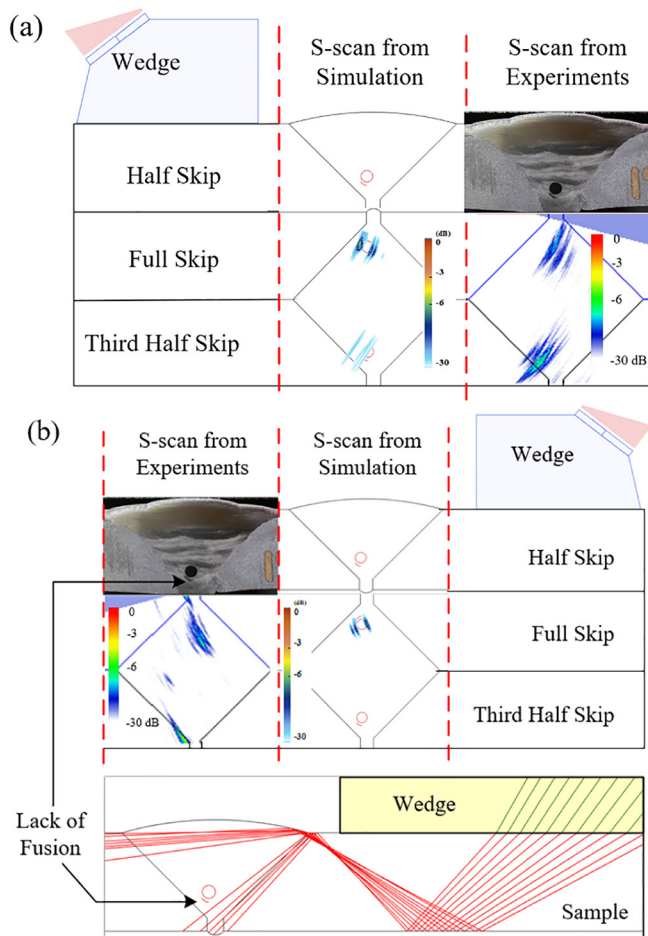 (a)
Wedge
S-scan from
Simulation
S-scan from
Experiments
Half Skip
Full Skip
(dB)
0
-3
-6
-30
0
-6
-30 dB
Third Half Skip
(b)
S-scan from
Experiments
S-scan from
Simulation
Wedge
Half Skip
0
-6
-30 dB
(dB)
0
-3
-6
-30
Full Skip
Third Half Skip
Lack of
Fusion
Wedge
Sample